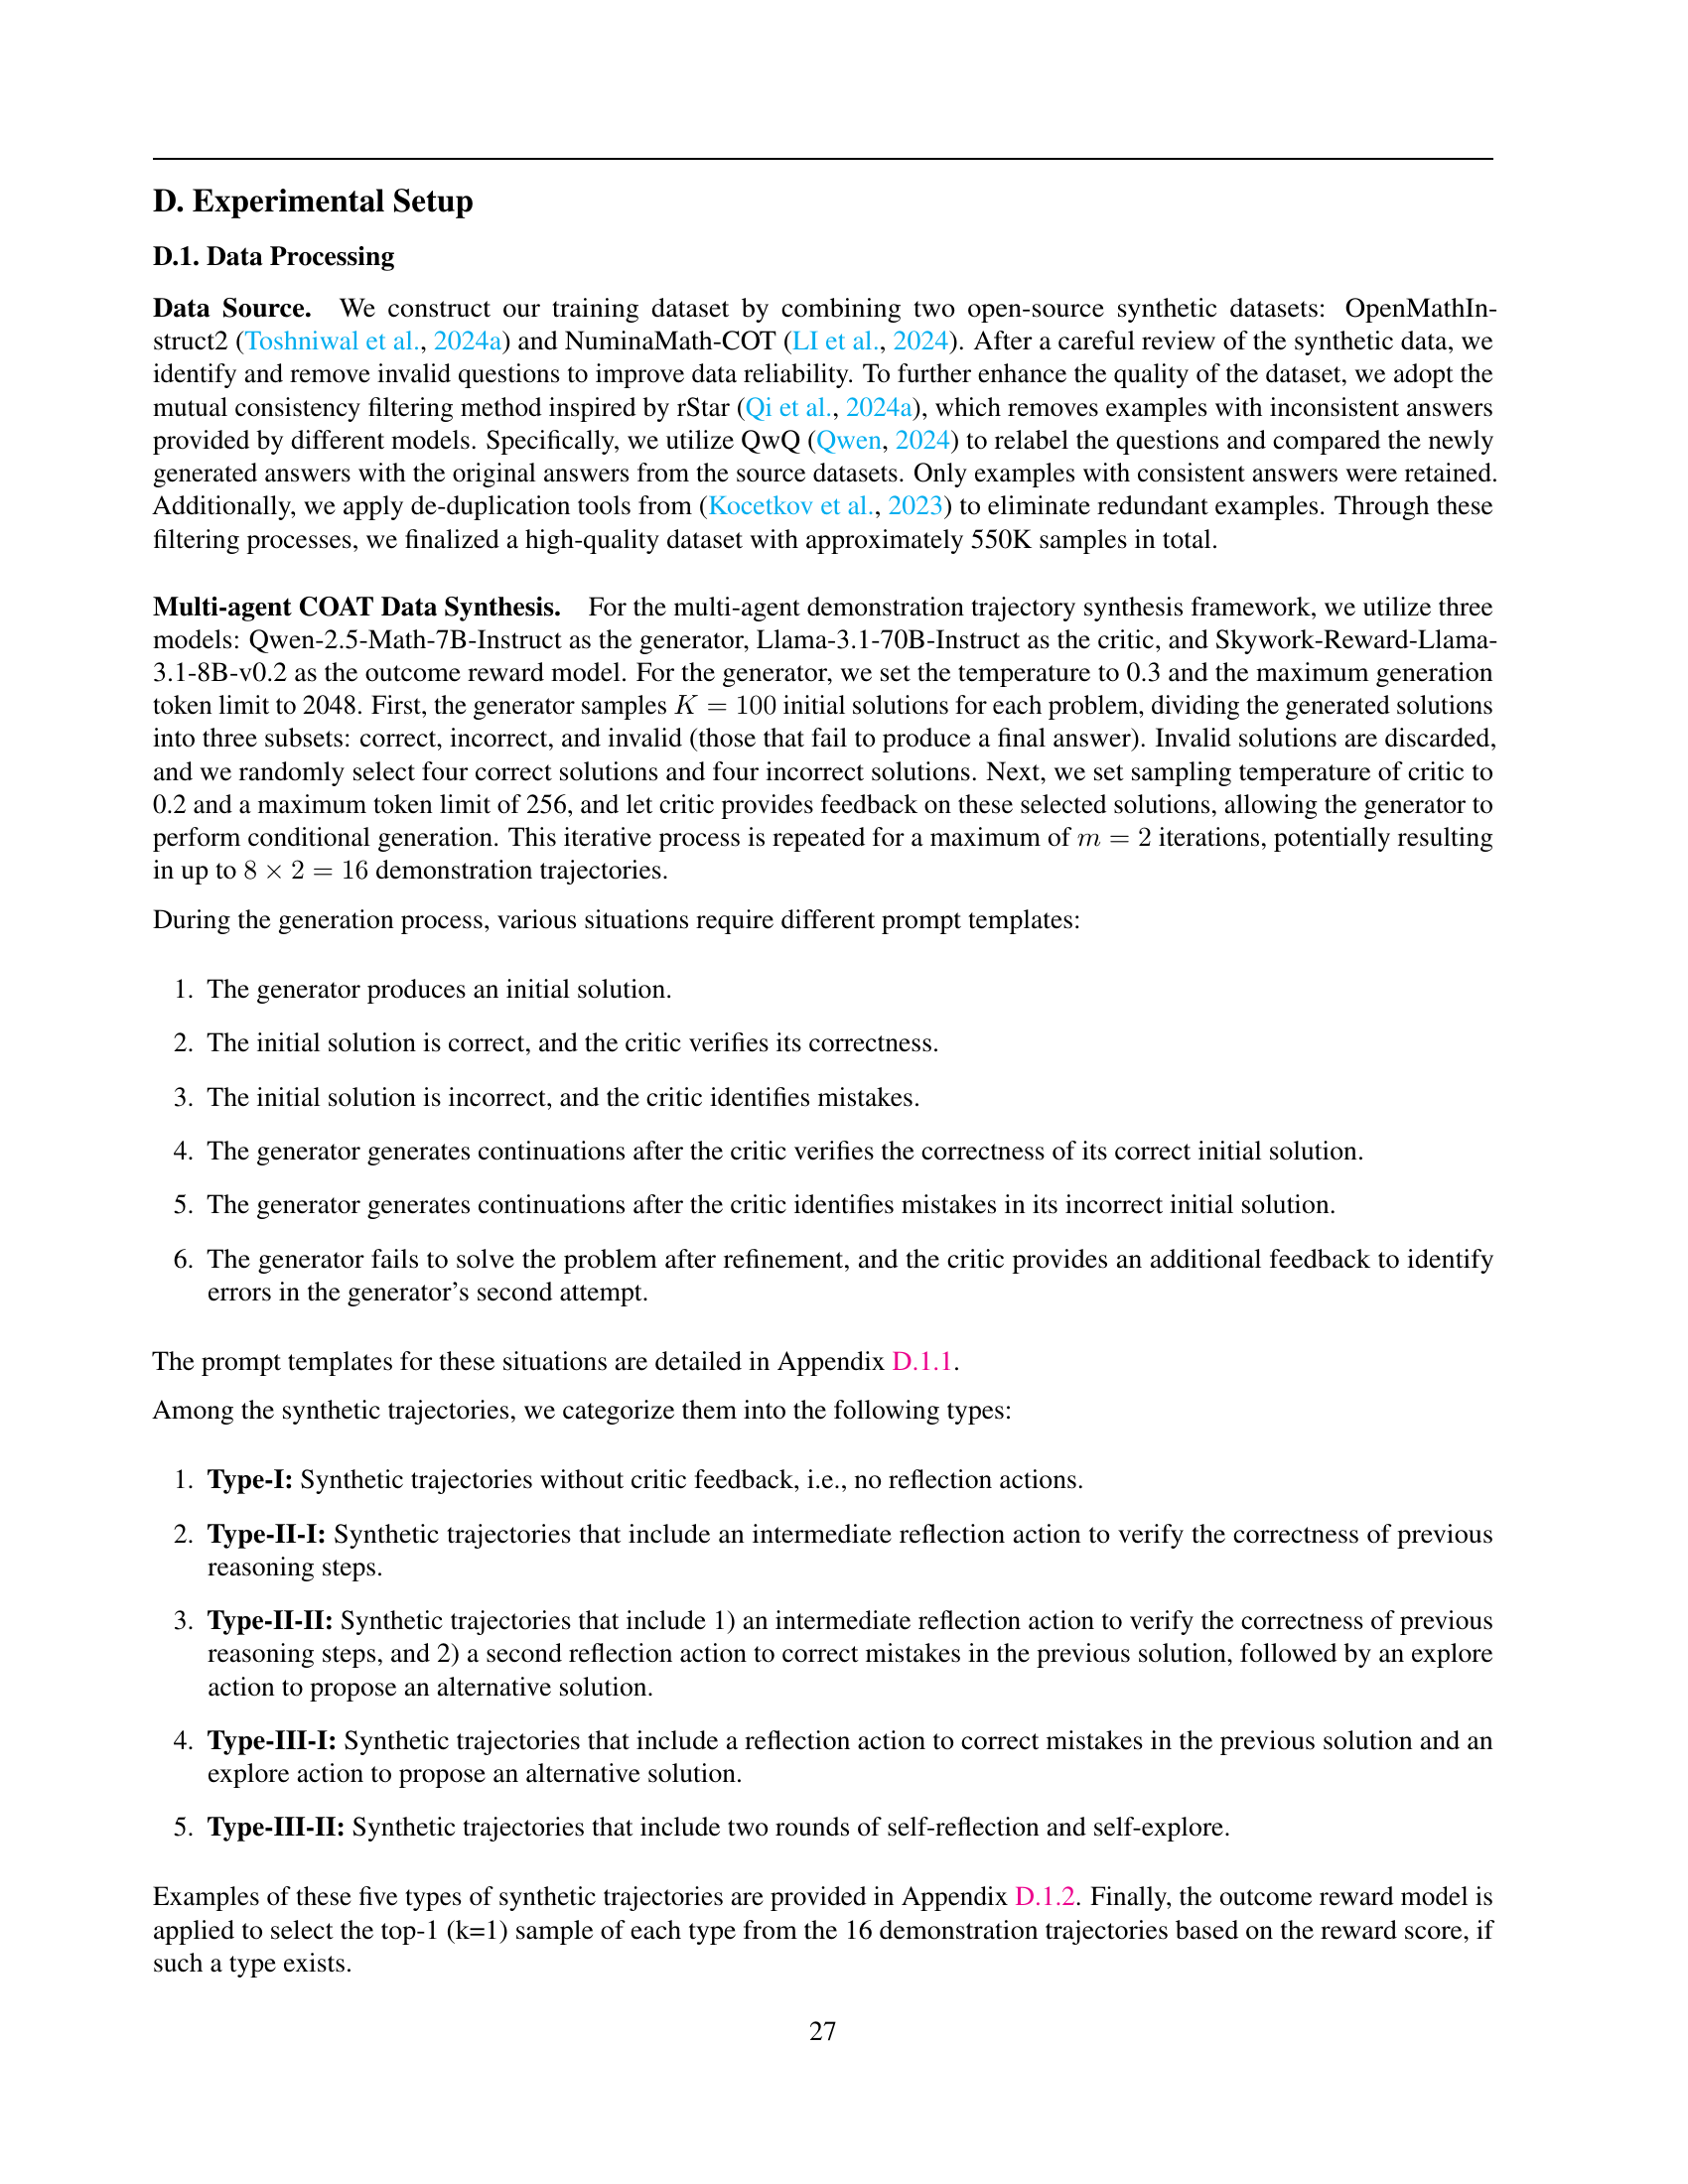 D. Experimental Setup
D.1. Data Processing
Data Source. We construct our training dataset by combining two open-source synthetic datasets: OpenMathIn-
struct2 (Toshniwal et al., 2024a) and NuminaMath-COT (LI et al., 2024). After a careful review of the synthetic data, we
identify and remove invalid questions to improve data reliability. To further enhance the quality of the dataset, we adopt the
mutual consistency filtering method inspired by rStar (Qi et al., 2024a), which removes examples with inconsistent answers
provided by different models. Specifically, we utilize QwQ (Qwen, 2024) to relabel the questions and compared the newly
generated answers with the original answers from the source datasets. Only examples with consistent answers were retained.
Additionally, we apply de-duplication tools from (Kocetkov et al., 2023) to eliminate redundant examples. Through these
filtering processes, we finalized a high-quality dataset with approximately 550K samples in total.
Multi-agent COAT Data Synthesis. For the multi-agent demonstration trajectory synthesis framework, we utilize three
models: Qwen-2.5-Math-7B-Instruct as the generator, Llama-3.1-70B-Instruct as the critic, and Skywork-Reward-Llama-
3.1-8B-v0.2 as the outcome reward model. For the generator, we set the temperature to 0.3 and the maximum generation
token limit to 2048. First, the generator samples K = 100 initial solutions for each problem, dividing the generated solutions
into three subsets: correct, incorrect, and invalid (those that fail to produce a final answer). Invalid solutions are discarded,
and we randomly select four correct solutions and four incorrect solutions. Next, we set sampling temperature of critic to
0.2 and a maximum token limit of 256, and let critic provides feedback on these selected solutions, allowing the generator to
perform conditional generation. This iterative process is repeated for a maximum of m = 2 iterations, potentially resulting
in up to 8 × 2 = 16 demonstration trajectories.
During the generation process, various situations require different prompt templates:
1. The generator produces an initial solution.
2. The initial solution is correct, and the critic verifies its correctness.
3. The initial solution is incorrect, and the critic identifies mistakes.
4. The generator generates continuations after the critic verifies the correctness of its correct initial solution.
5. The generator generates continuations after the critic identifies mistakes in its incorrect initial solution.
6. The generator fails to solve the problem after refinement, and the critic provides an additional feedback to identify
errors in the generator's second attempt.
The prompt templates for these situations are detailed in Appendix D.1.1.
Among the synthetic trajectories, we categorize them into the following types:
1. Type-I: Synthetic trajectories without critic feedback, i.e., no reflection actions.
2. Type-II-I: Synthetic trajectories that include an intermediate reflection action to verify the correctness of previous
reasoning steps.
3. Type-II-II: Synthetic trajectories that include 1) an intermediate reflection action to verify the correctness of previous
reasoning steps, and 2) a second reflection action to correct mistakes in the previous solution, followed by an explore
action to propose an alternative solution.
4. Type-III-I: Synthetic trajectories that include a reflection action to correct mistakes in the previous solution and an
explore action to propose an alternative solution.
5. Type-III-II: Synthetic trajectories that include two rounds of self-reflection and self-explore.
Examples of these five types of synthetic trajectories are provided in Appendix D.1.2. Finally, the outcome reward model is
applied to select the top-1 (k=1) sample of each type from the 16 demonstration trajectories based on the reward score, if
such a type exists.
27